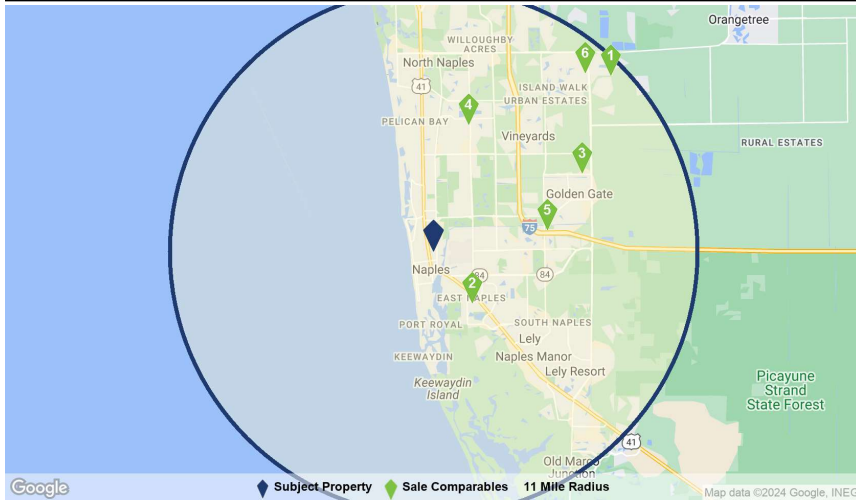 Orangetree
WILLOUGHBY
ACRES
6
1
North Naples
41
ISLAND WALK
4
URBAN ESTATES
PELICAN BAY
Vineyards
RURAL ESTATES
3
Golden Gate
5
75
Naples
84
84
2
EAST NAPLES
PORT ROYAL
SOUTH NAPLES
Lely
KEEWAYDIN
Naples Manor
Lely Resort
Keewaydin
Island
Picayune
Strand
State Forest
41
Old Marco
Junction
Google
Subject Property
Sale Comparables
11 Mile Radius
Map data ©2024 Google, INEG